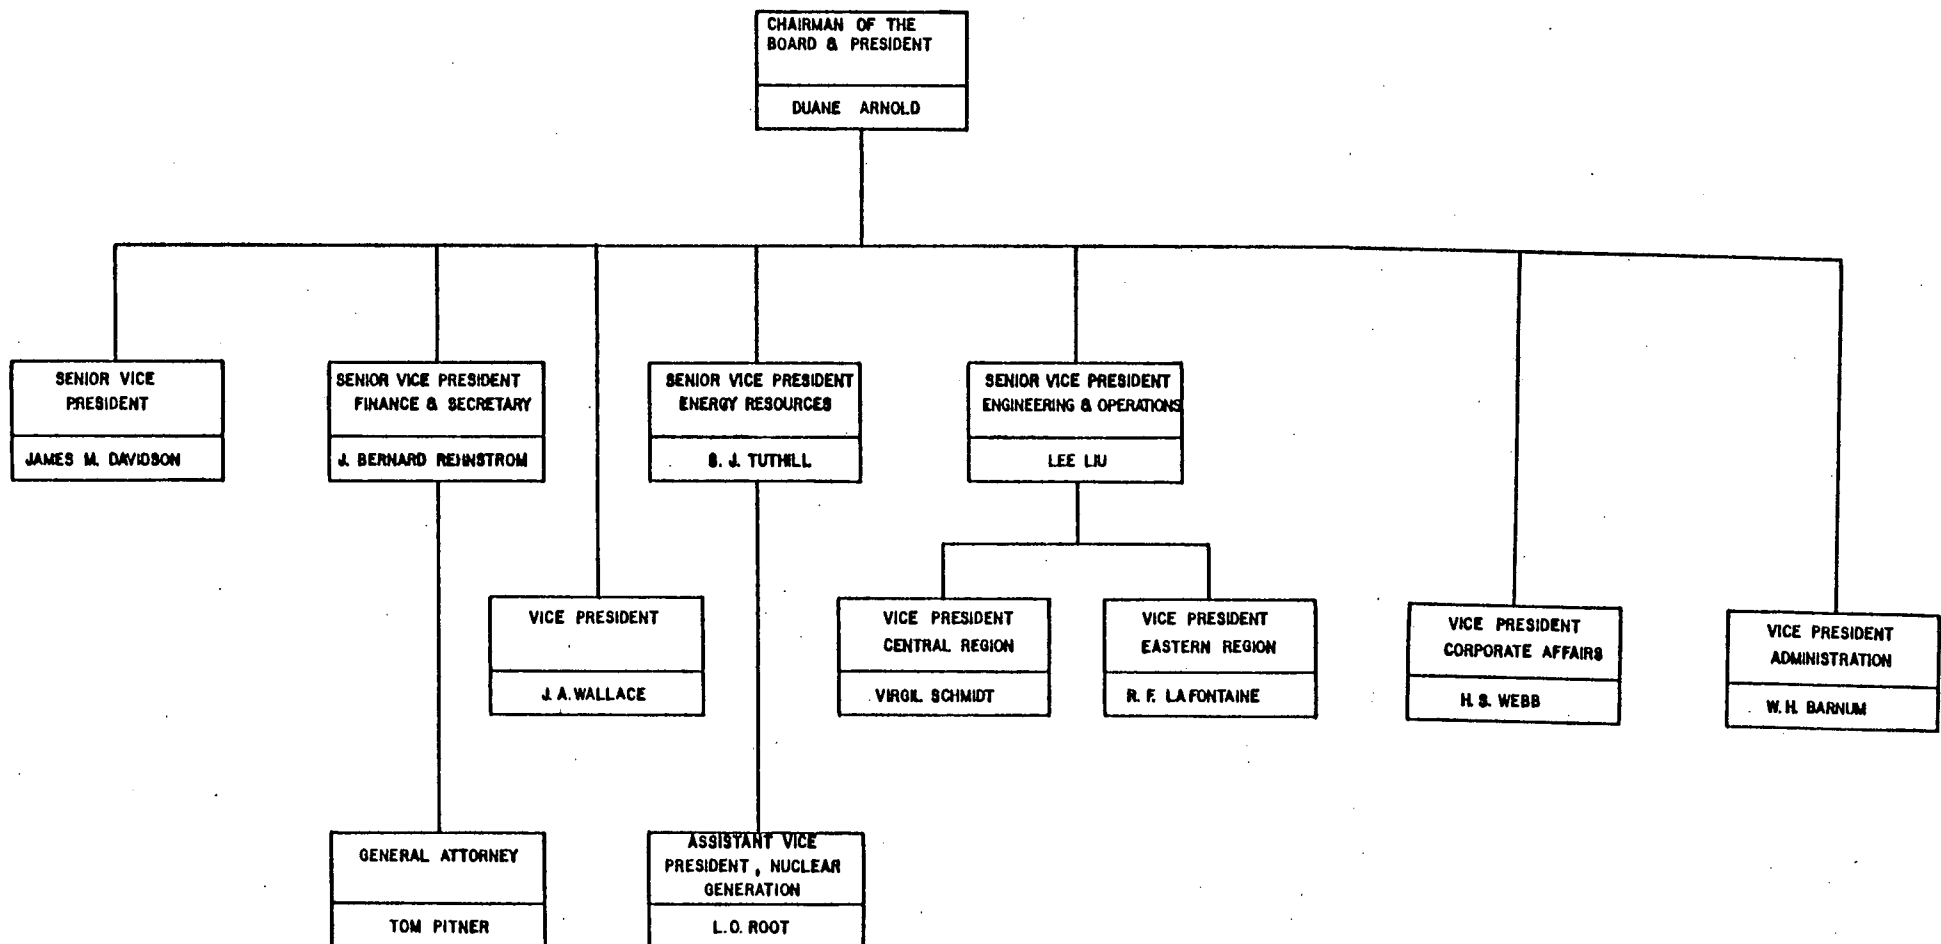 CHAIRMAN OF THE
BOARD & PRESIDENT
DUANE ARNOLD
SENIOR VICE
PRESIDENT
JAMES M. DAVIDSON
SENIOR VICE PRESIDENT
FINANCE & SECRETARY
J. BERNARD REHNSTROM
SENIOR VICE PRESIDENT
ENERGY RESOURCES
S. J. TUTHILL
SENIOR VICE PRESIDENT
ENGINEERING & OPERATIONS
LEE LIU
VICE PRESIDENT
J. A. WALLACE
VICE PRESIDENT
CENTRAL REGION
VIRGIL SCHMIDT
VICE PRESIDENT
EASTERN REGION
R. F. LA FONTAINE
VICE PRESIDENT
CORPORATE AFFAIRS
H. S. WEBB
VICE PRESIDENT
ADMINISTRATION
W. H. BARNUM
GENERAL ATTORNEY
TOM PITNER
ASSISTANT VICE
PRESIDENT, NUCLEAR
GENERATION
L. O. ROOT